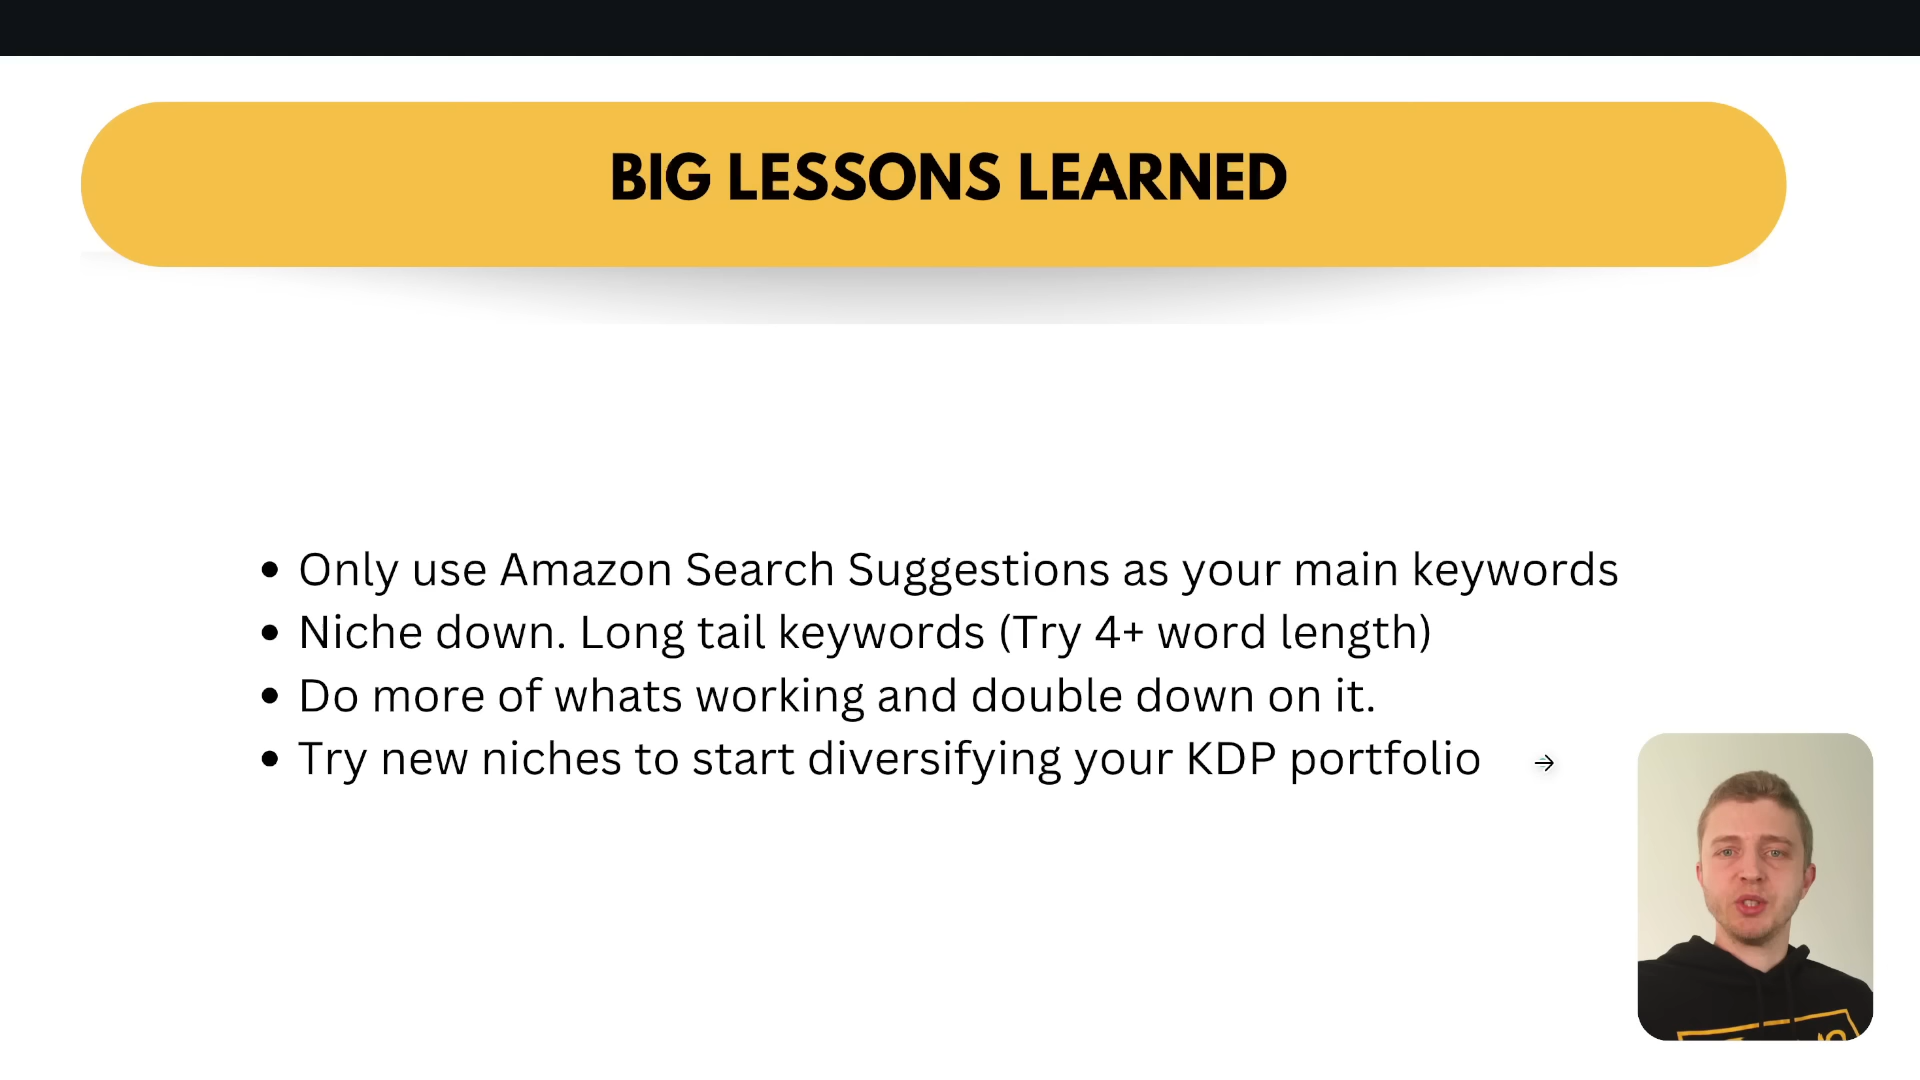 BIG LESSONS LEARNED
• Only use Amazon Search Suggestions as your main keywords
• Niche down. Long tail keywords (Try 4+ word length)
• Do more of whats working and double down on it.
• Try new niches to start diversifying your KDP portfolio